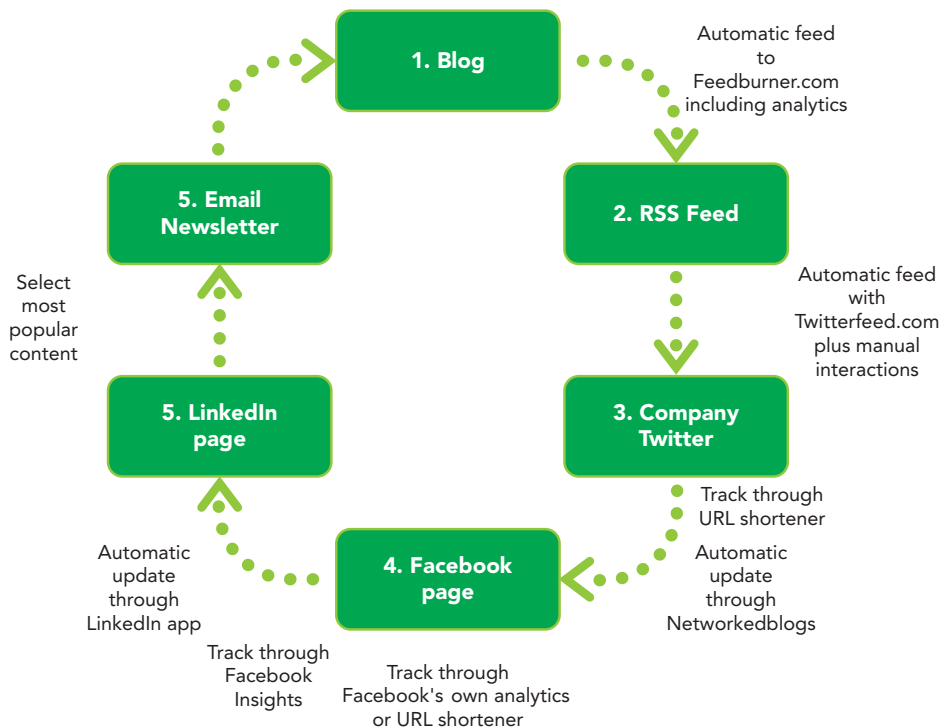 1. Blog
Automatic feed
to
Feedburner.com
including analytics
2. RSS Feed
Automatic feed
with
Twitterfeed.com
plus manual
interactions
3. Company
Twitter
Track through
URL shortener
Automatic
update
through
Networkedblogs
4. Facebook
page
Track through
Facebook's own analytics
or URL shortener
Track through
Facebook
Insights
Automatic
update
through
LinkedIn app
5. LinkedIn
page
Select
most
popular
content
5. Email
Newsletter